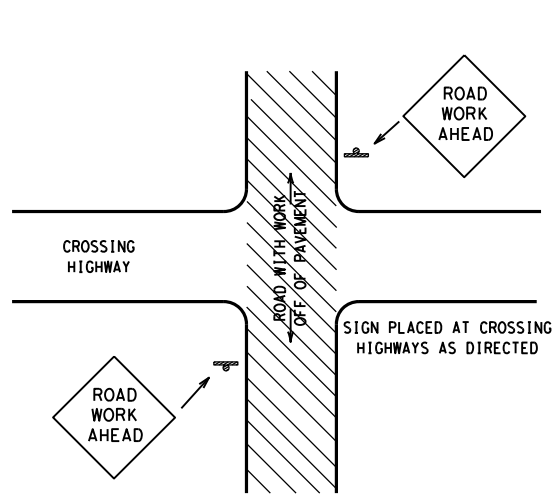 ROAD
WORK
AHEAD
CROSSING
HIGHWAY
ROAD WITH WORK
OFF OF PAVEMENT
SIGN PLACED AT CROSSING
HIGHWAYS AS DIRECTED
ROAD
WORK
AHEAD